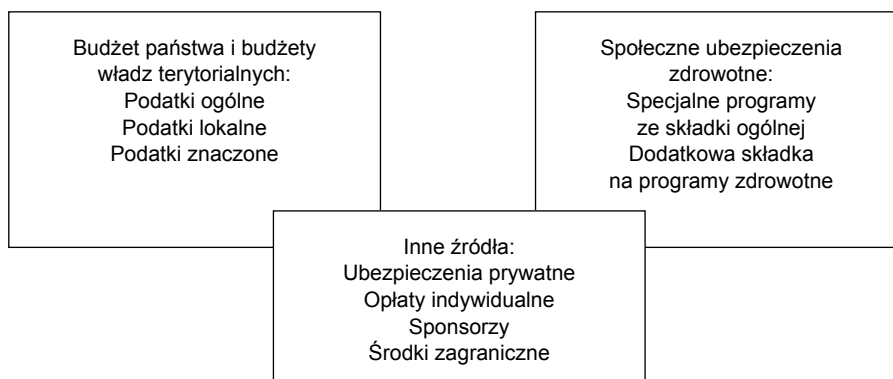 Budżet państwa i budżety
władz terytorialnych:
Podatki ogólne
Podatki lokalne
Podatki znaczone
Społeczne ubezpieczenia
zdrowotne:
Specjalne programy
ze składki ogólnej
Dodatkowa składka
na programy zdrowotne
Inne źródła:
Ubezpieczenia prywatne
Opłaty indywidualne
Sponsorzy
Środki zagraniczne